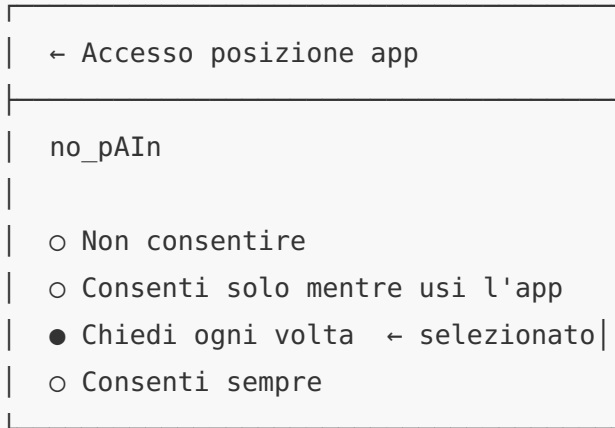 ← Accesso posizione app
no_pAIn
○ Non consentire
○ Consenti solo mentre usi l'app
● Chiedi ogni volta ← selezionato│
○ Consenti sempre